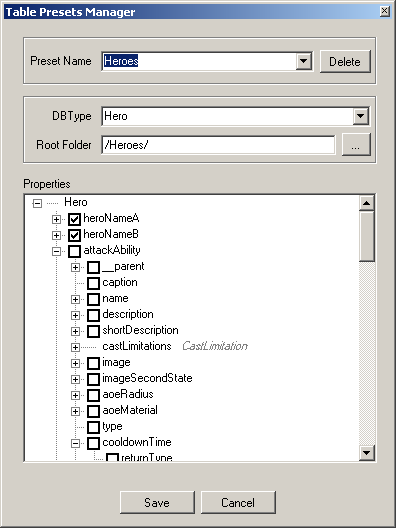 Table Presets Manager
Preset Name Heroes Delete
DBType Hero
Root Folder /Heroes/ ...
Properties
Hero
heroNameA
heroNameB
attackAbility
__parent
caption
name
description
shortDescription
castLimitations CastLimitation
image
imageSecondState
aoeRadius
aoeMaterial
type
cooldownTime
returnType
Save Cancel